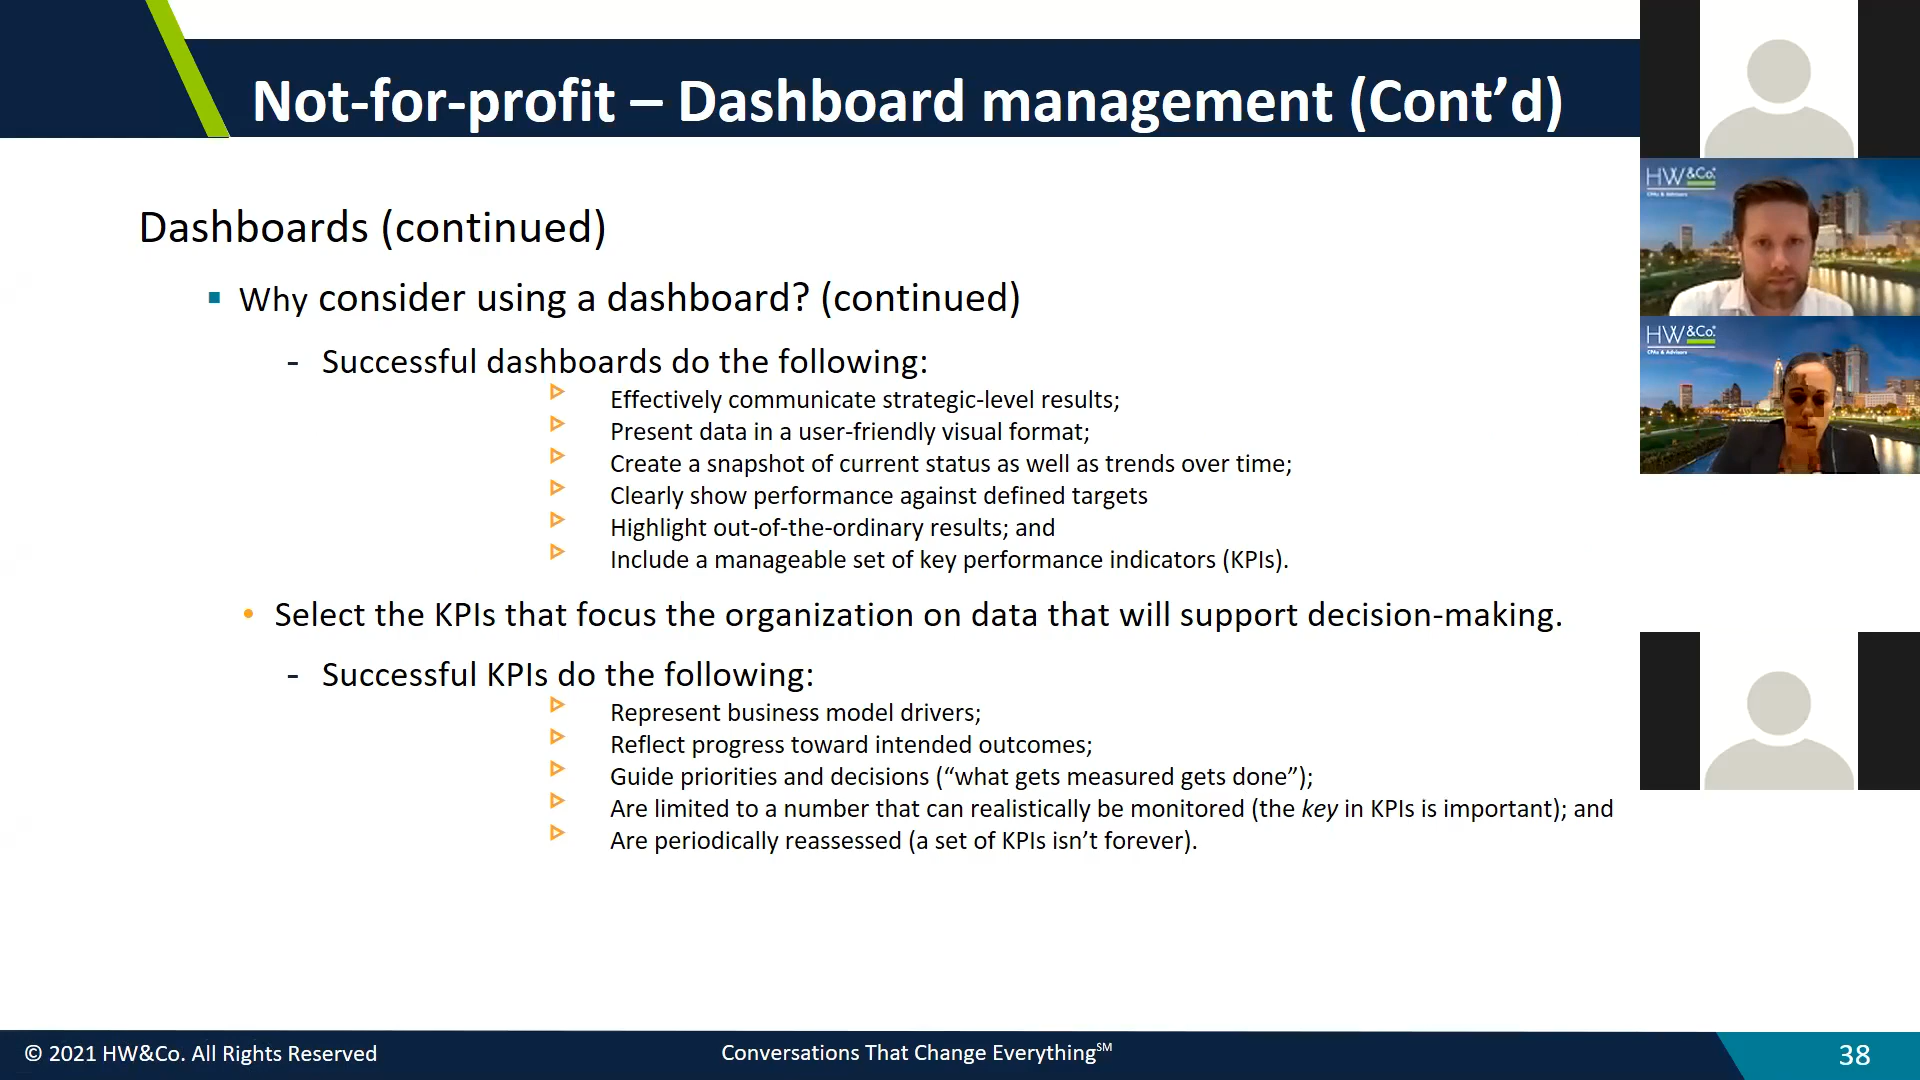 Not-for-profit – Dashboard management (Cont’d)
Dashboards (continued)
Why consider using a dashboard? (continued)
- Successful dashboards do the following:
Effectively communicate strategic-level results;
Present data in a user-friendly visual format;
Create a snapshot of current status as well as trends over time;
Clearly show performance against defined targets
Highlight out-of-the-ordinary results; and
Include a manageable set of key performance indicators (KPIs).
• Select the KPIs that focus the organization on data that will support decision-making.
- Successful KPIs do the following:
Represent business model drivers;
Reflect progress toward intended outcomes;
Guide priorities and decisions (“what gets measured gets done”);
Are limited to a number that can realistically be monitored (the key in KPIs is important); and
Are periodically reassessed (a set of KPIs isn’t forever).
HW&Co.
CPAs & Advisors
HW&Co.
CPAs & Advisors
© 2021 HW&Co. All Rights Reserved
Conversations That Change Everything℠
38